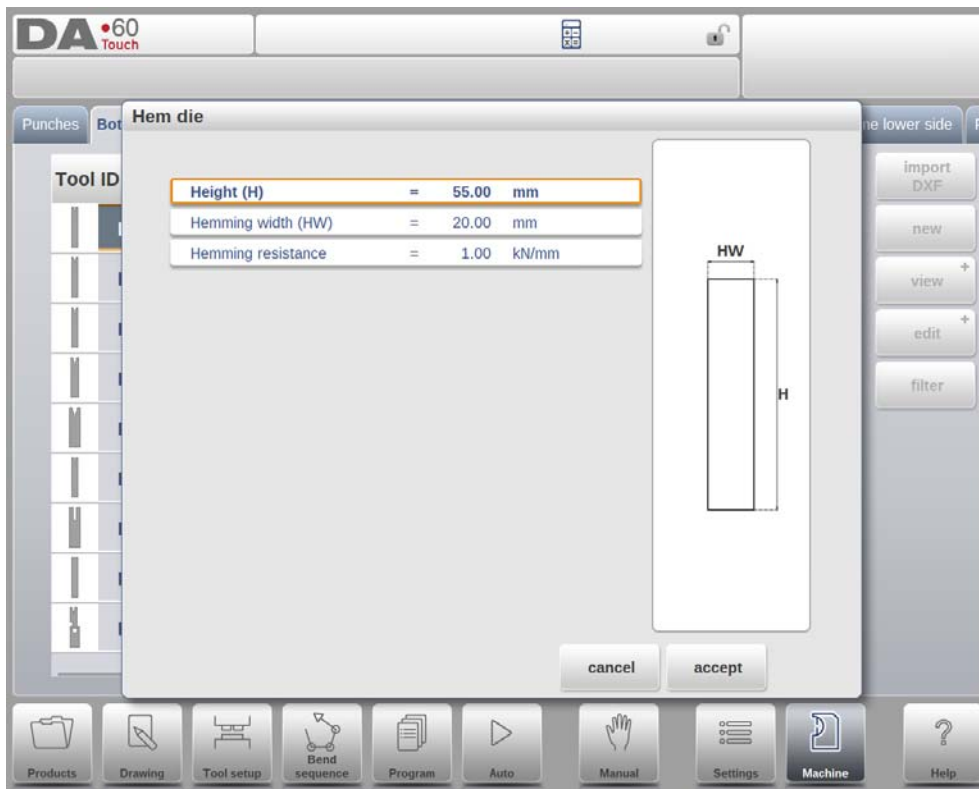 DA•60
Touch
Punches
Bot
ne lower side
Hem die
Tool ID
Height (H) = 55.00 mm
Hemming width (HW) = 20.00 mm
Hemming resistance = 1.00 kN/mm
HW
H
import
DXF
new
view +
edit +
filter
cancel
accept
Products
Drawing
Tool setup
Bend
sequence
Program
Auto
Manual
Settings
Machine
Help